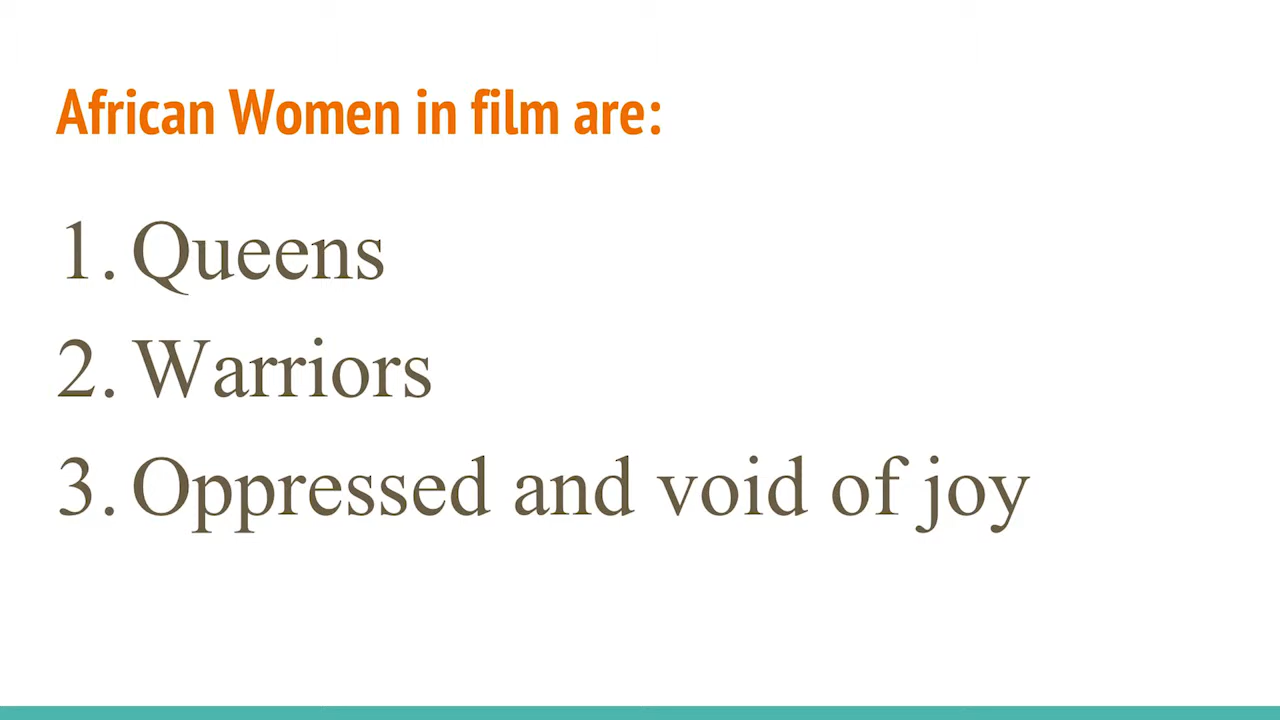 African Women in film are:
1. Queens
2. Warriors
3. Oppressed and void of joy